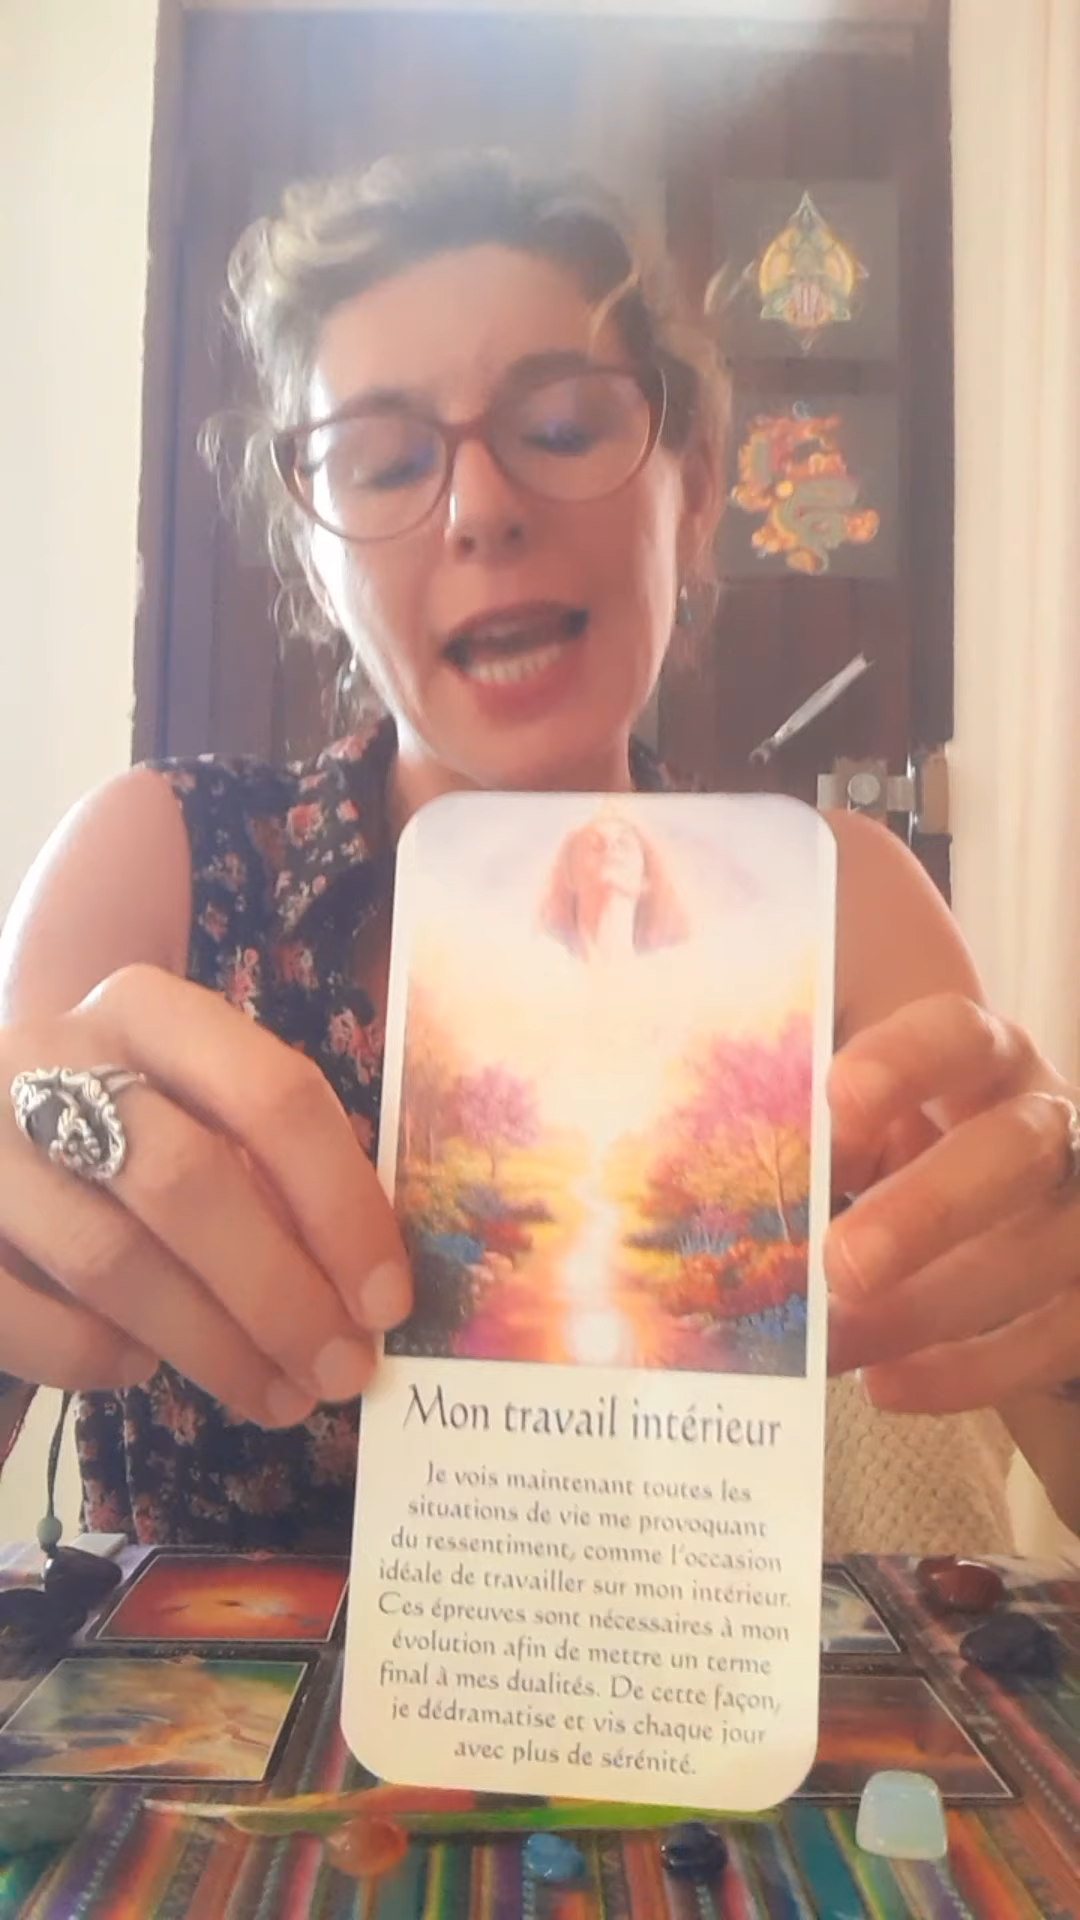 Mon travail intérieur
Je vois maintenant toutes les
situations de vie me provoquant
du ressentiment, comme l'occasion
idéale de travailler sur mon intérieur.
Ces épreuves sont nécessaires à mon
évolution afin de mettre un terme
final à mes dualités. De cette façon,
je dédramatise et vis chaque jour
avec plus de sérénité.